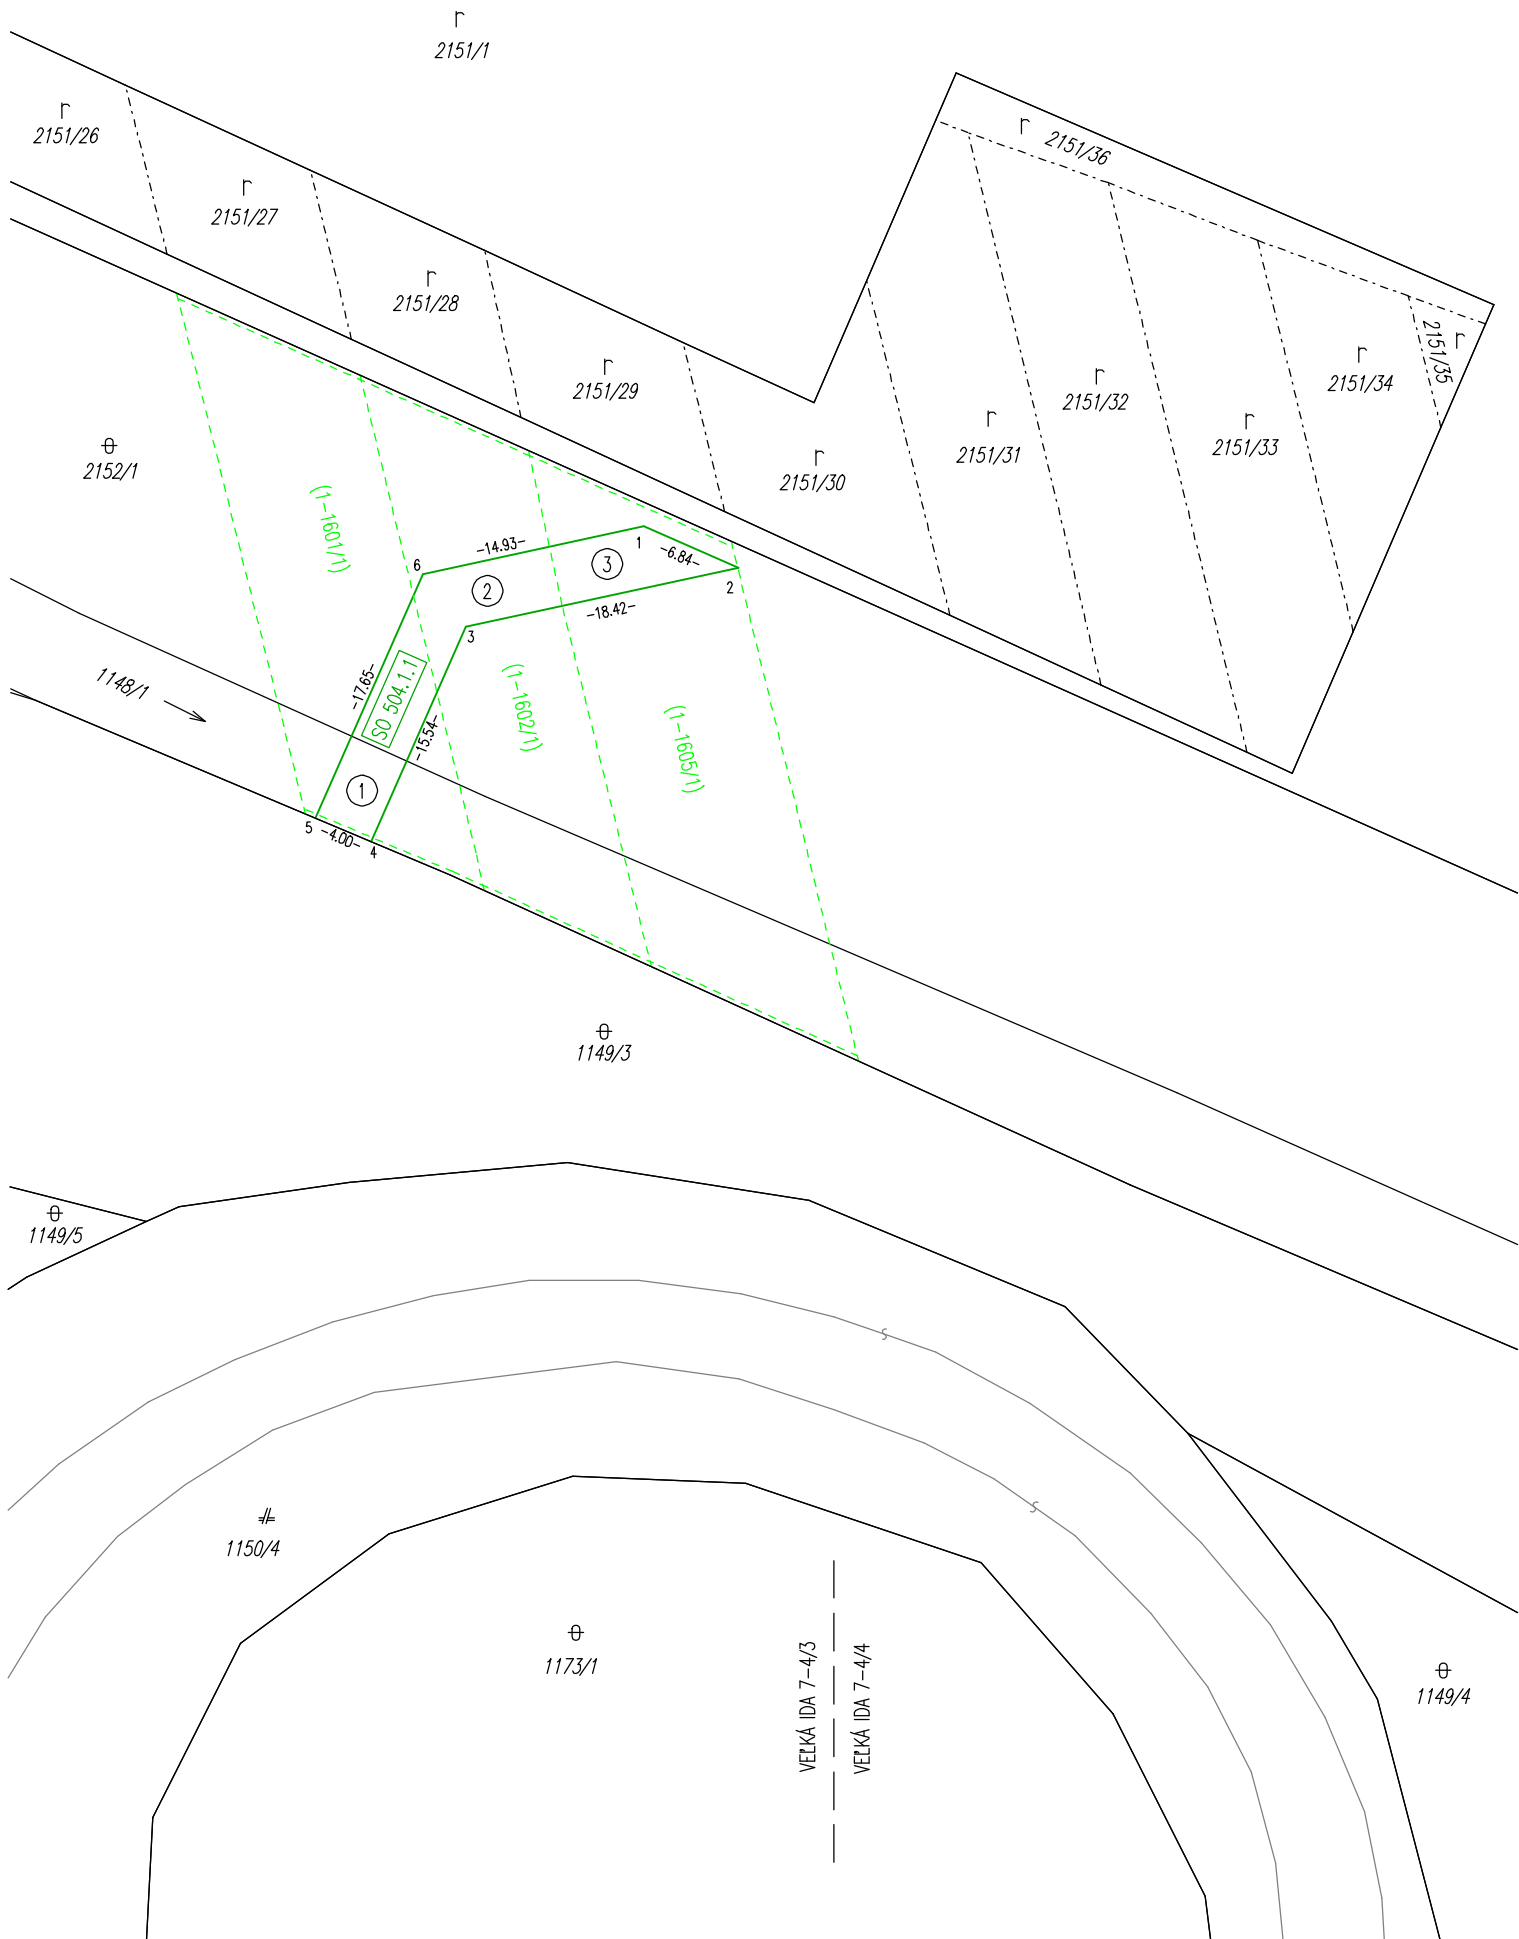 r
2151/1
r
2151/26
r
2151/27
r
2151/28
r
2151/29
r
2151/30
r
2151/31
r
2151/32
r
2151/33
r
2151/34
2151/35
r
r
2151/36
2152/1
(1-1601/1)
(1-1602/1)
(1-1605/1)
-14.93-
1
-6.84-
2
-18.42-
3
6
2
3
-17.65-
SO 504.1.1
-15.54-
1
5
-4.00-
4
1148/1
1149/3
1149/5
1150/4
1173/1
VEĽKÁ IDA 7-4/3
VEĽKÁ IDA 7-4/4
1149/4